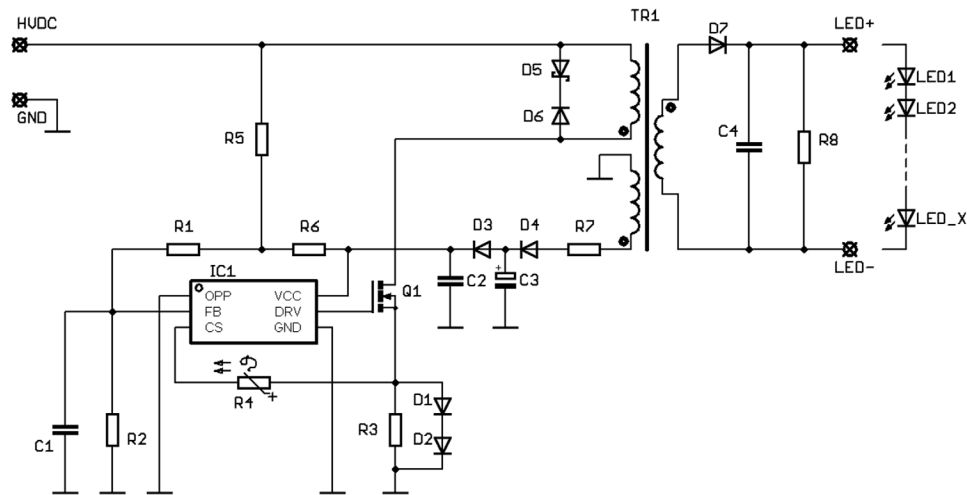 HVDC
TR1
D7
LED+
D5
LED1
LED2
GND
D6
R5
C4
R8
R1
R6
D3
D4
R7
LED_X
LED-
IC1
C2
+
C3
OPP
VCC
Q1
FB
DRV
CS
GND
ϑ
R4
+
D1
C1
R2
R3
D2